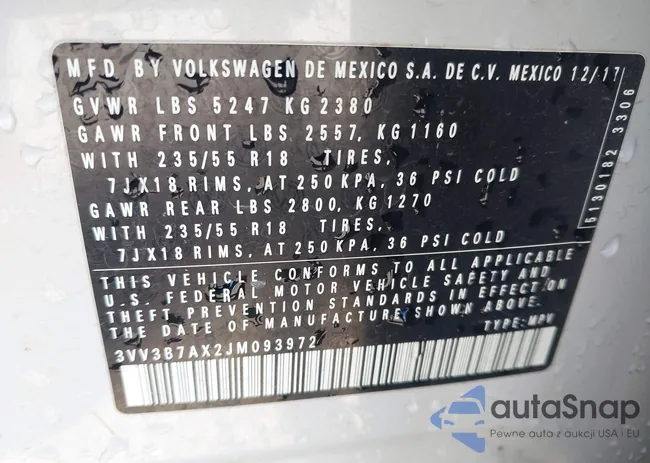 MFD. BY VOLKSWAGEN DE MEXICO S.A. DE C.V. MEXICO 12/17
GVWR LBS 5247 KG 2380
GAWR FRONT LBS 2557, KG 1160
WITH 235/55 R18 TIRES,
7JX18 RIMS, AT 250 KPA, 36 PSI COLD
GAWR REAR LBS 2800, KG 1270
WITH 235/55 R18 TIRES,
7JX18 RIMS, AT 250 KPA, 36 PSI COLD
THIS VEHICLE CONFORMS TO ALL APPLICABLE
U.S. FEDERAL MOTOR VEHICLE SAFETY AND
THEFT PREVENTION STANDARDS IN EFFECT ON
THE DATE OF MANUFACTURE SHOWN ABOVE.
TYPE: MPV
3VV3B7AX2JM093972
5130182 3306
autaSnap
Pewne auta z aukcji USA i EU